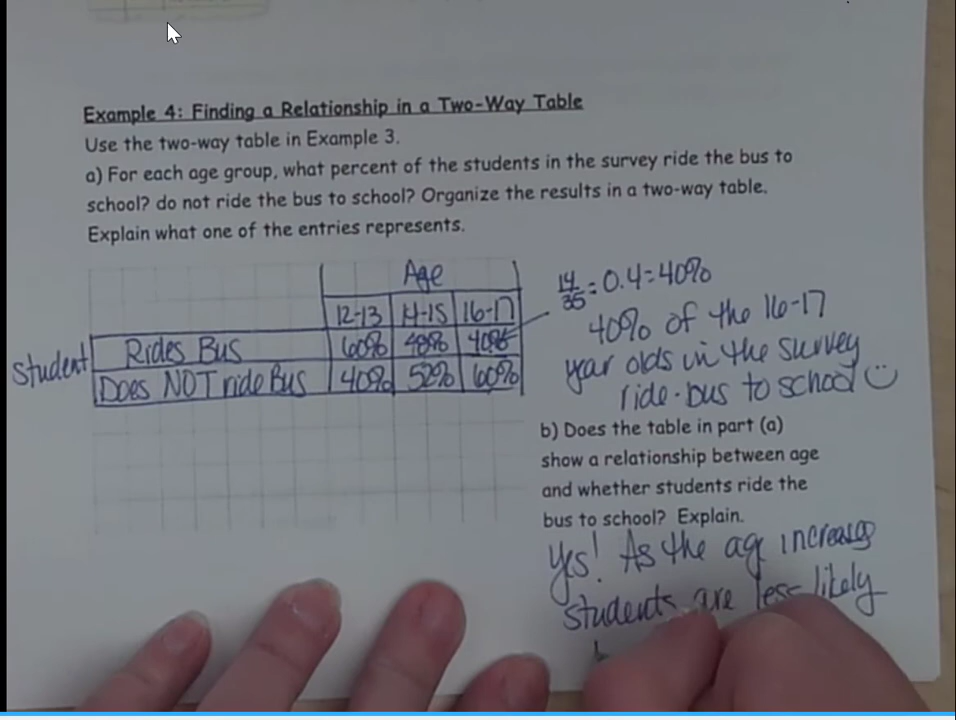 Example 4: Finding a Relationship in a Two-Way Table
Use the two-way table in Example 3.
a) For each age group, what percent of the students in the survey ride the bus to
school? do not ride the bus to school? Organize the results in a two-way table.
Explain what one of the entries represents.
Age
12-13 14-15 16-17
Student
Rides Bus 60% 48% 40%
Does NOT ride Bus 40% 52% 60%
14/35 = 0.4 = 40%
40% of the 16-17
year olds in the survey
ride bus to school
b) Does the table in part (a)
show a relationship between age
and whether students ride the
bus to school? Explain.
Yes! As the age increases
students are less likely